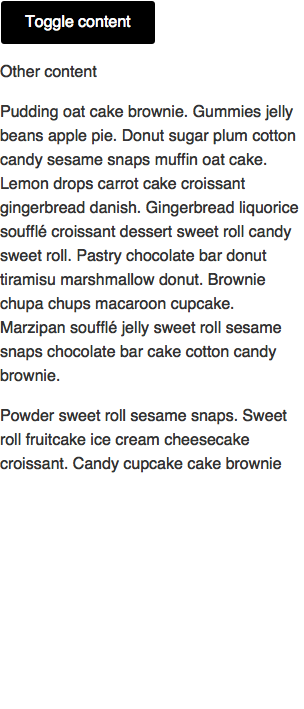 Toggle content
Other content
Pudding oat cake brownie. Gummies jelly
beans apple pie. Donut sugar plum cotton
candy sesame snaps muffin oat cake.
Lemon drops carrot cake croissant
gingerbread danish. Gingerbread liquorice
soufflé croissant dessert sweet roll candy
sweet roll. Pastry chocolate bar donut
tiramisu marshmallow donut. Brownie
chupa chups macaroon cupcake.
Marzipan soufflé jelly sweet roll sesame
snaps chocolate bar cake cotton candy
brownie.
Powder sweet roll sesame snaps. Sweet
roll fruitcake ice cream cheesecake
croissant. Candy cupcake cake brownie